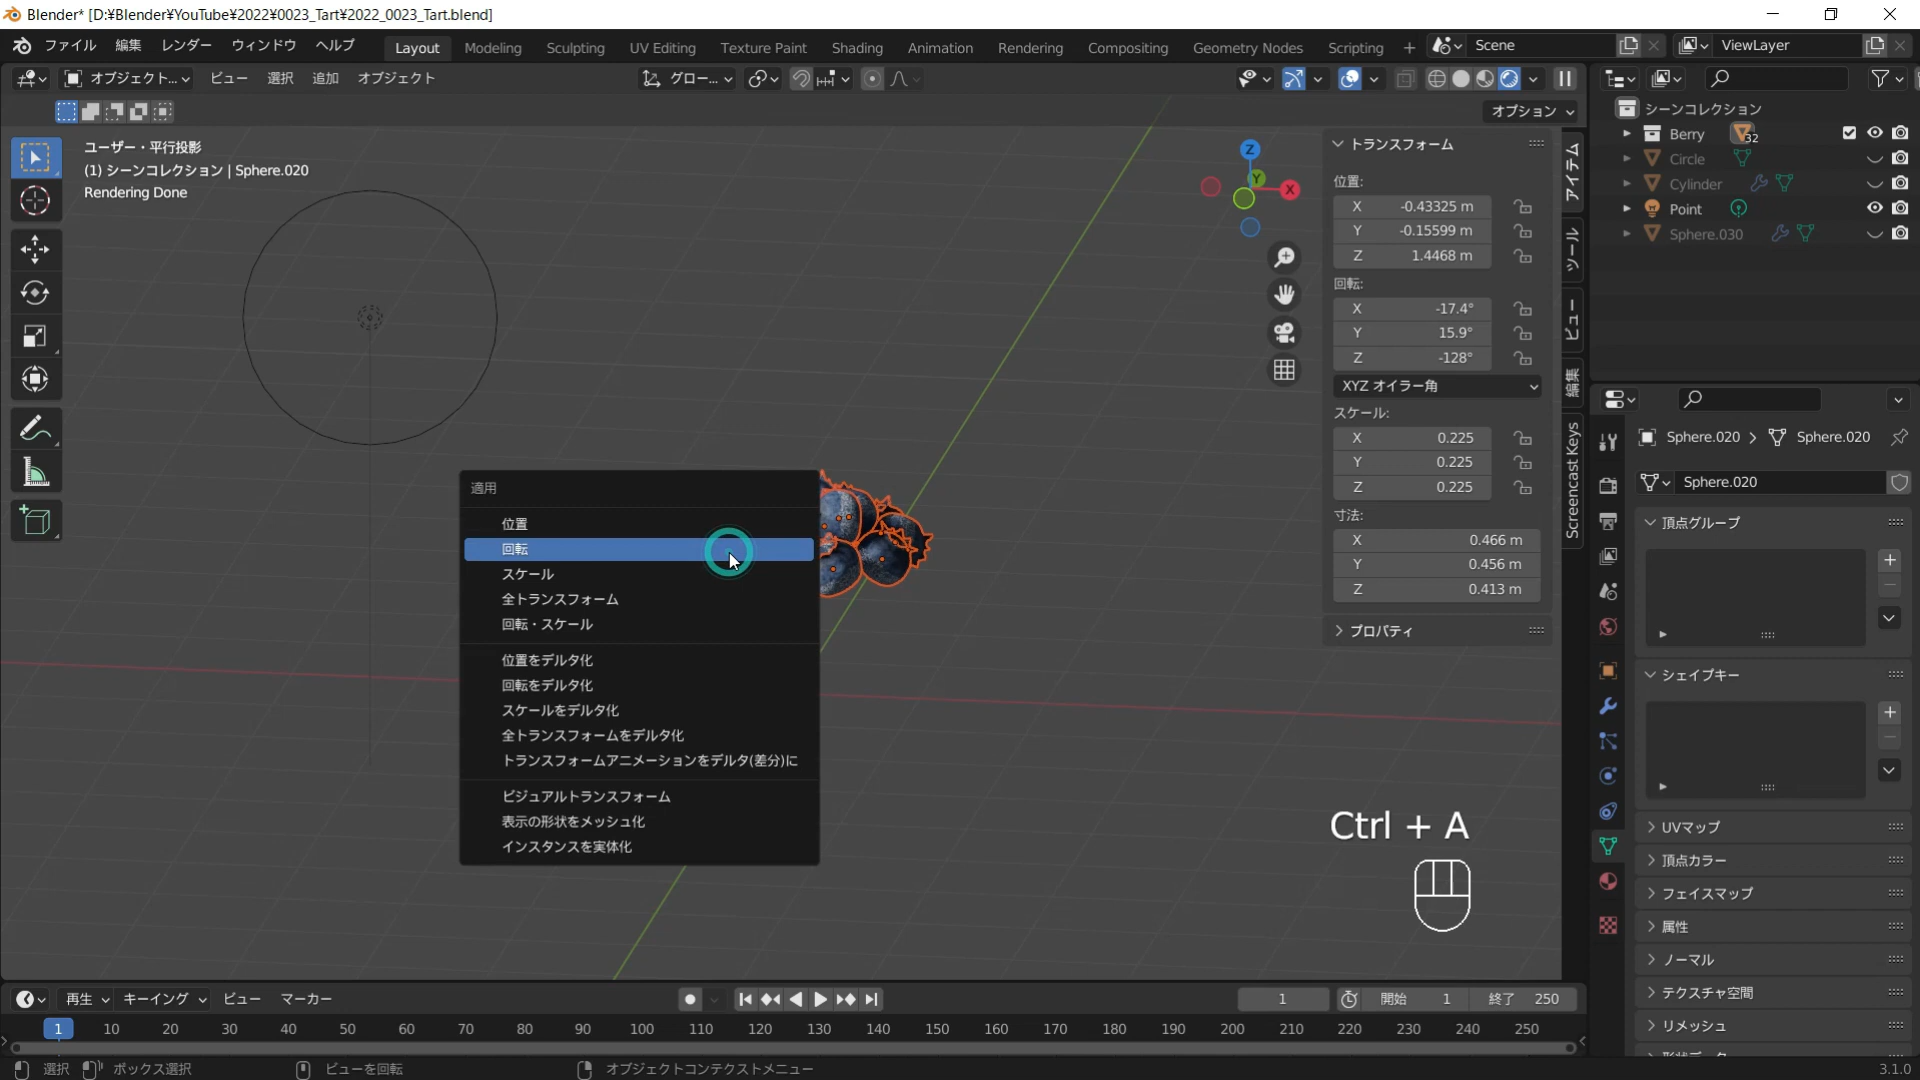 Blender* [D:¥Blender¥YouTube¥2022¥0023_Tart¥2022_0023_Tart.blend]
ファイル 編集 レンダー ウィンドウ ヘルプ Layout Modeling Sculpting UV Editing Texture Paint Shading Animation Rendering Compositing Geometry Nodes Scripting + Scene ViewLayer
オブジェクト... ビュー 選択 追加 オブジェクト グロー...
オプション
ユーザー・平行投影
(1) シーンコレクション | Sphere.020
Rendering Done
Z
Y
X
トランスフォーム
位置:
X -0.43325 m
Y -0.15599 m
Z 1.4468 m
回転:
X -17.4°
Y 15.9°
Z -128°
XYZ オイラー角
スケール:
X 0.225
Y 0.225
Z 0.225
寸法:
X 0.466 m
Y 0.456 m
Z 0.413 m
プロパティ
アイテム
ツール
ビュー
編集
Screencast Keys
シーンコレクション
Berry 32
Circle
Cylinder
Point
Sphere.030
Sphere.020 Sphere.020
Sphere.020
頂点グループ
シェイプキー
UVマップ
頂点カラー
フェイスマップ
属性
ノーマル
テクスチャ空間
リメッシュ
適用
位置
回転
スケール
全トランスフォーム
回転・スケール
位置をデルタ化
回転をデルタ化
スケールをデルタ化
全トランスフォームをデルタ化
トランスフォームアニメーションをデルタ(差分)に
ビジュアルトランスフォーム
表示の形状をメッシュ化
インスタンスを実体化
Ctrl + A
再生 キーイング ビュー マーカー 1 開始 1 終了 250
1 10 20 30 40 50 60 70 80 90 100 110 120 130 140 150 160 170 180 190 200 210 220 230 240 250
選択 ボックス選択 ビューを回転 オブジェクトコンテクストメニュー 3.1.0